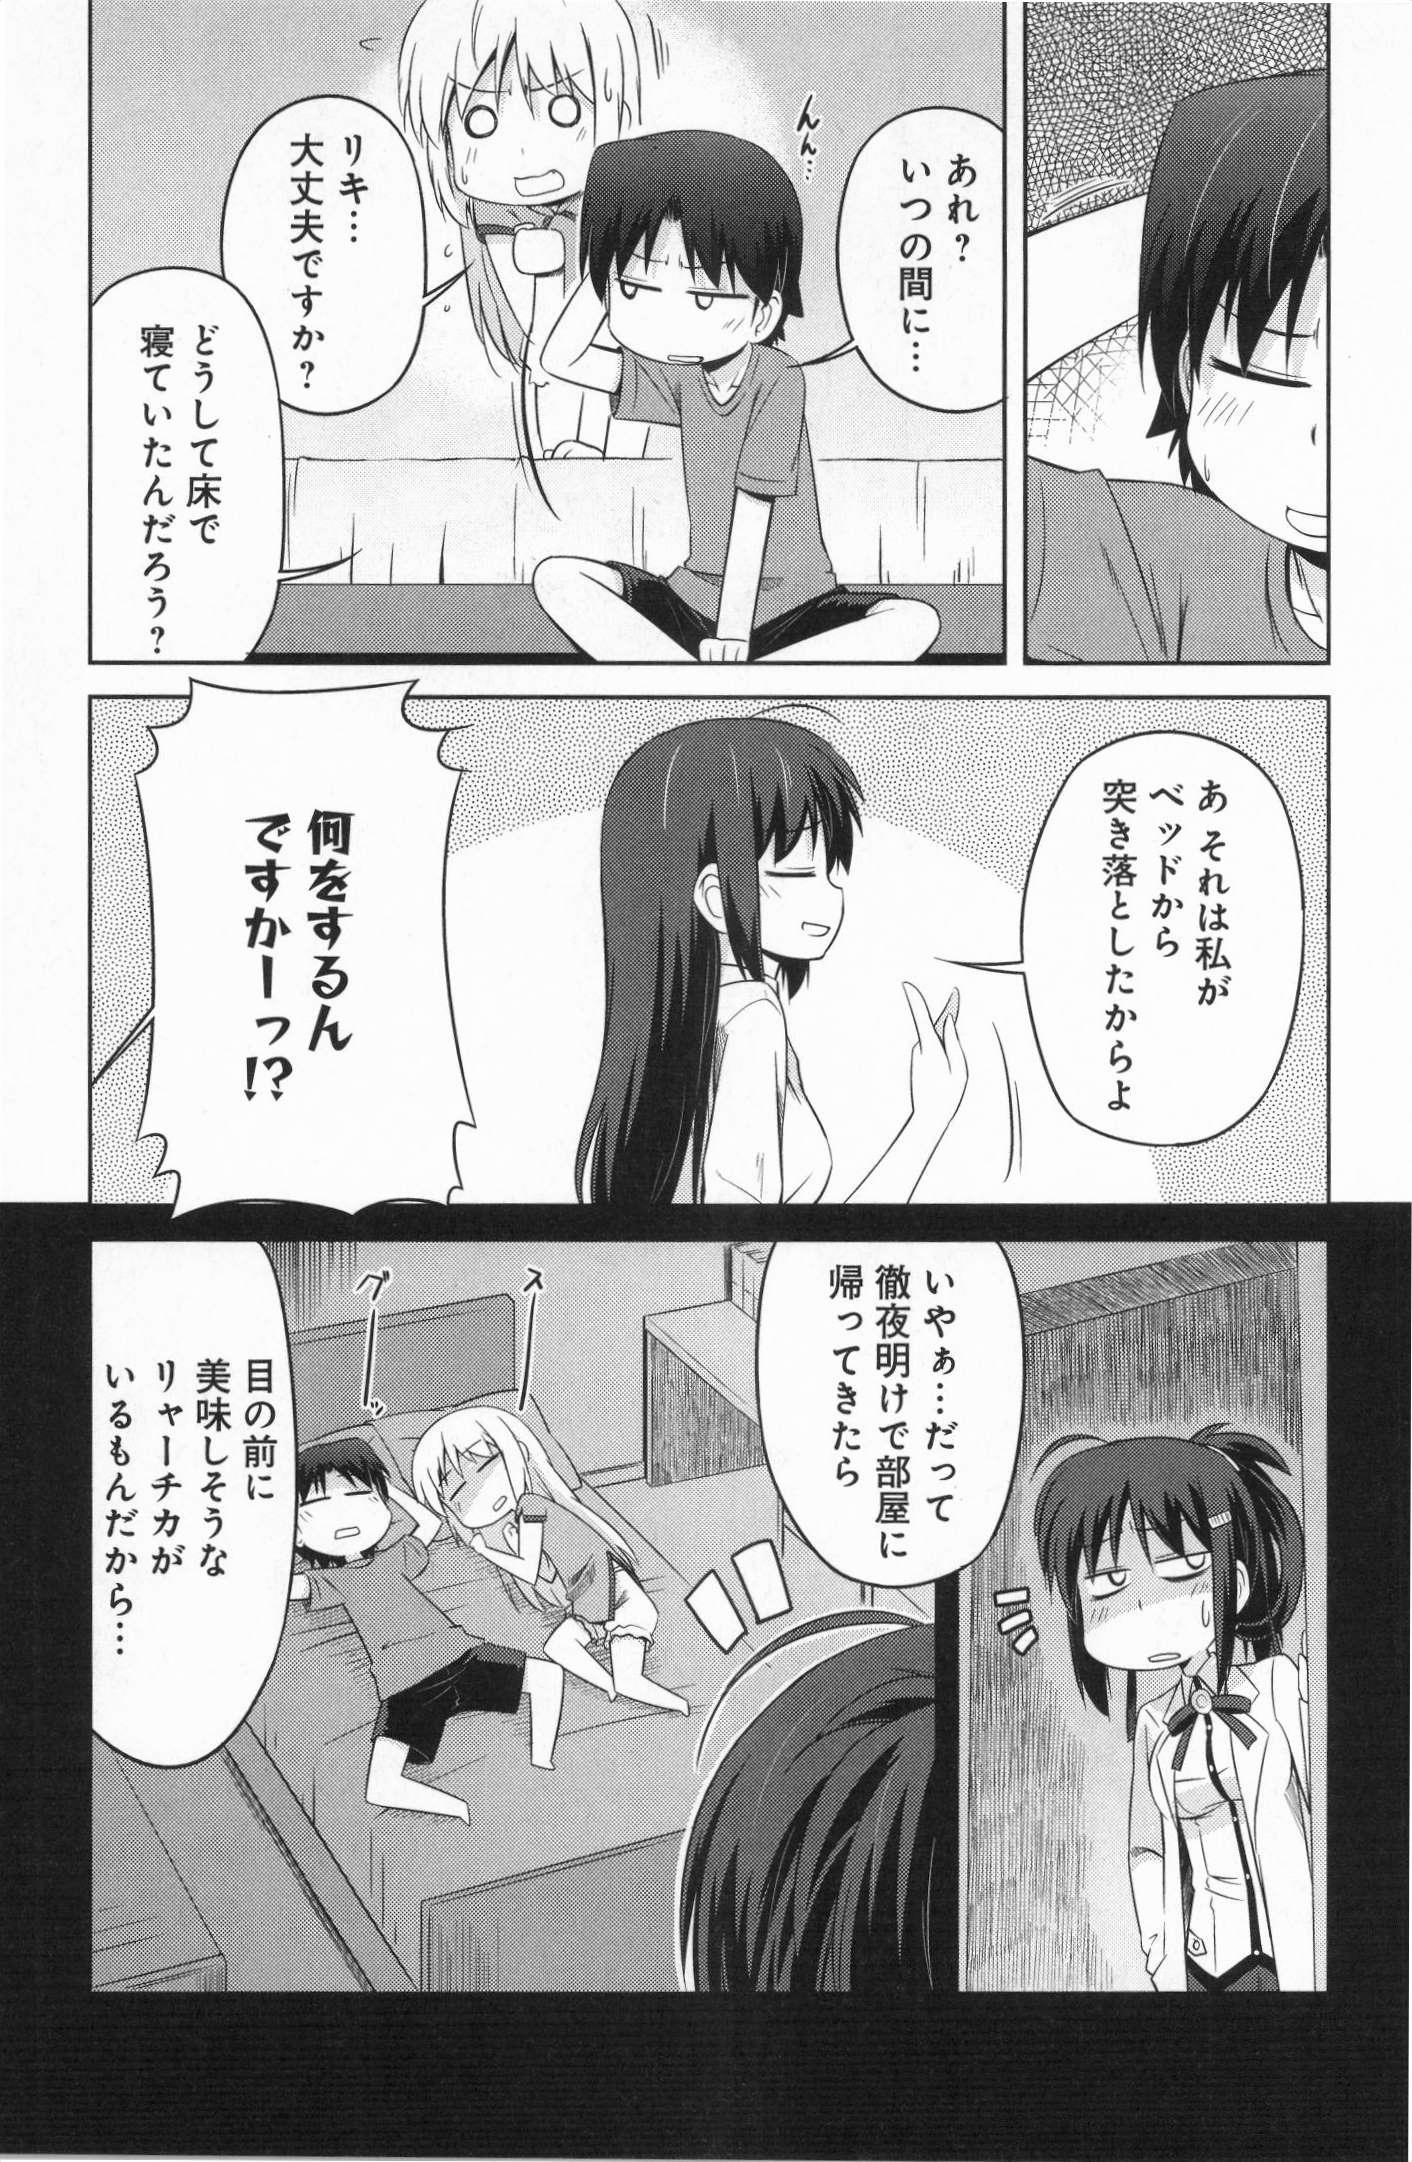 あれ？
いつの間に…
んん…
リキ…
大丈夫ですか？
どうして床で
寝ていたんだろう？
あ それは私が
ベッドから
突き落としたからよ
何をするん
ですかーっ!?
いやぁ…だって
徹夜明けで部屋に
帰ってきたら
スー
グーッ
目の前に
美味しそうな
リャーチカが
いるもんだから…